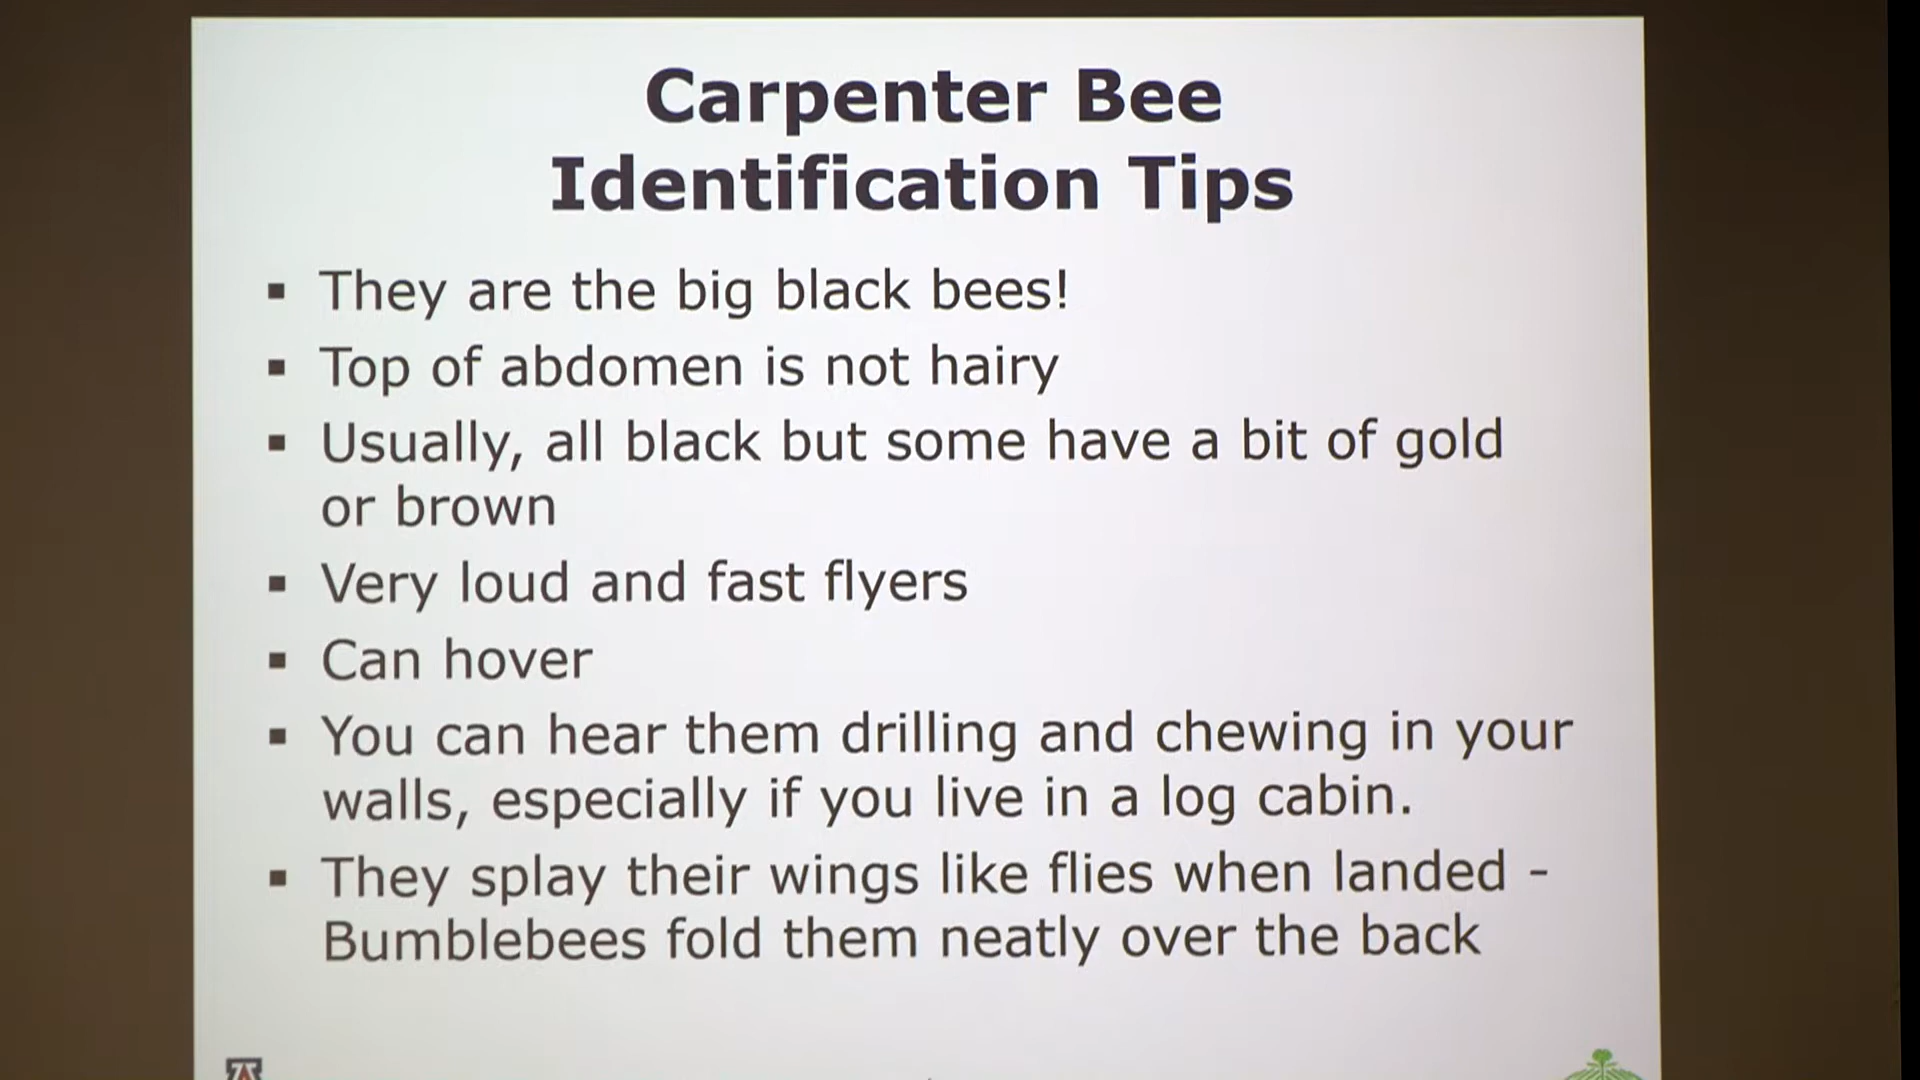 Carpenter Bee
Identification Tips
▪ They are the big black bees!
▪ Top of abdomen is not hairy
▪ Usually, all black but some have a bit of gold
or brown
▪ Very loud and fast flyers
▪ Can hover
▪ You can hear them drilling and chewing in your
walls, especially if you live in a log cabin.
▪ They splay their wings like flies when landed -
Bumblebees fold them neatly over the back